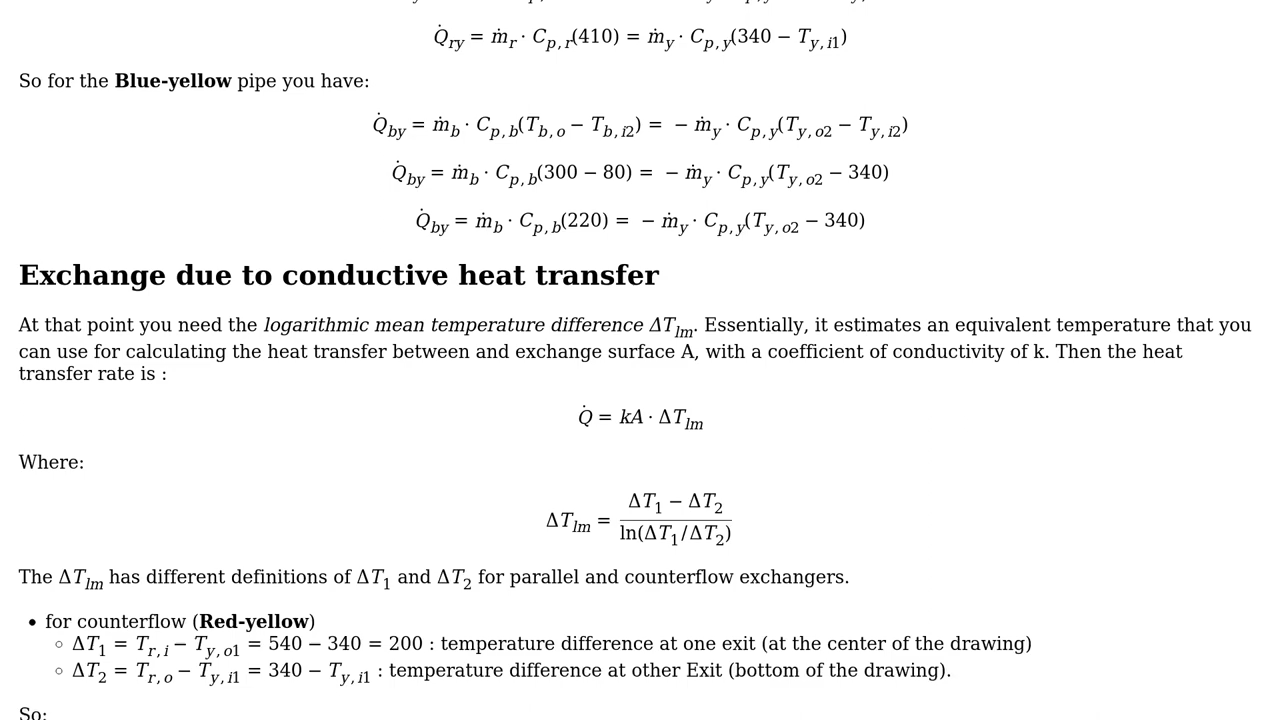 Q̇ry = ṁr · Cp,r(410) = ṁy · Cp,y(340 − Ty,i1)
So for the Blue-yellow pipe you have:
Q̇by = ṁb · Cp,b(Tb,o − Tb,i2) = − ṁy · Cp,y(Ty,o2 − Ty,i2)
Q̇by = ṁb · Cp,b(300 − 80) = − ṁy · Cp,y(Ty,o2 − 340)
Q̇by = ṁb · Cp,b(220) = − ṁy · Cp,y(Ty,o2 − 340)
Exchange due to conductive heat transfer
At that point you need the logarithmic mean temperature difference ΔTlm. Essentially, it estimates an equivalent temperature that you
can use for calculating the heat transfer between and exchange surface A, with a coefficient of conductivity of k. Then the heat
transfer rate is :
Q̇ = kA · ΔTlm
Where:
ΔTlm = (ΔT1 − ΔT2) / ln(ΔT1/ΔT2)
The ΔTlm has different definitions of ΔT1 and ΔT2 for parallel and counterflow exchangers.
• for counterflow (Red-yellow)
◦ ΔT1 = Tr,i − Ty,o1 = 540 − 340 = 200 : temperature difference at one exit (at the center of the drawing)
◦ ΔT2 = Tr,o − Ty,i1 = 340 − Ty,i1 : temperature difference at other Exit (bottom of the drawing).
So: